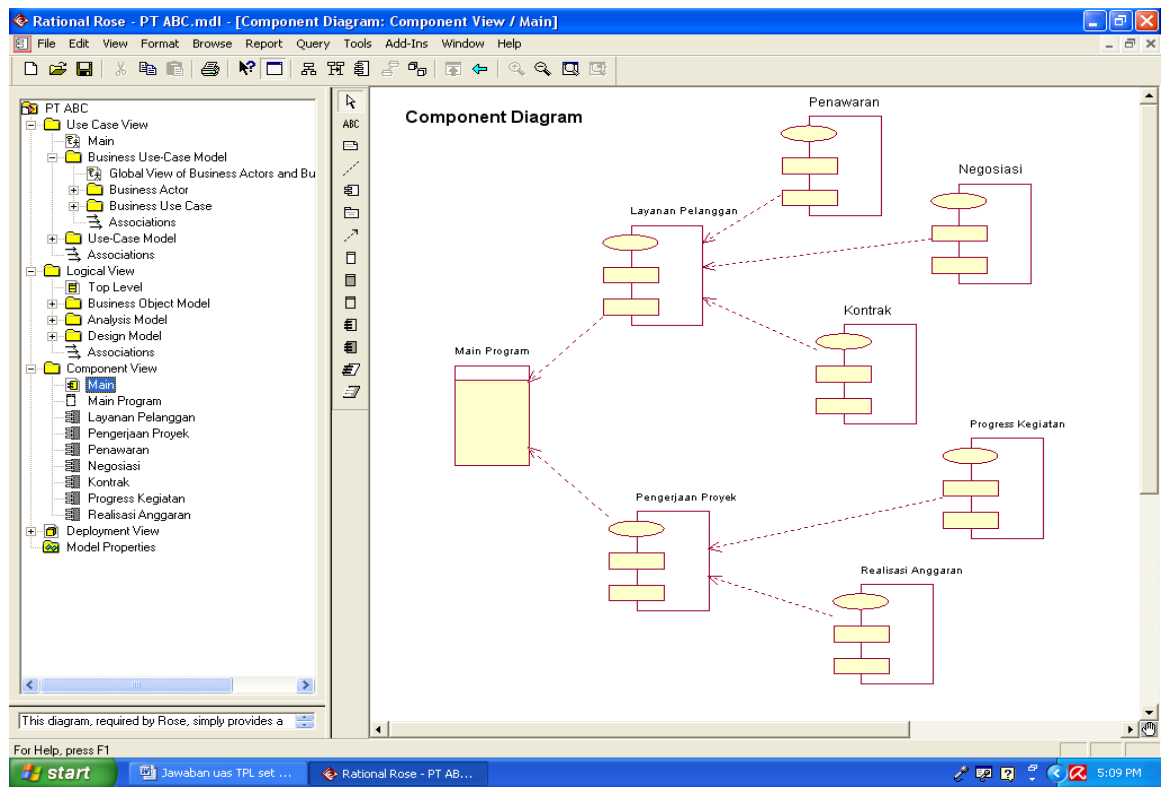 Rational Rose - PT ABC.mdl - [Component Diagram: Component View / Main]
File Edit View Format Browse Report Query Tools Add-Ins Window Help
PT ABC
Use Case View
Main
Business Use-Case Model
Global View of Business Actors and Bu
Business Actor
Business Use Case
Associations
Use-Case Model
Associations
Logical View
Top Level
Business Object Model
Analysis Model
Design Model
Associations
Component View
Main
Main Program
Layanan Pelanggan
Pengerjaan Proyek
Penawaran
Negosiasi
Kontrak
Progress Kegiatan
Realisasi Anggaran
Deployment View
Model Properties
This diagram, required by Rose, simply provides a
ABC
Component Diagram
Penawaran
Negosiasi
Layanan Pelanggan
Kontrak
Main Program
Progress Kegiatan
Pengerjaan Proyek
Realisasi Anggaran
For Help, press F1
start
Jawaban uas TPL set ...
Rational Rose - PT AB...
5:09 PM